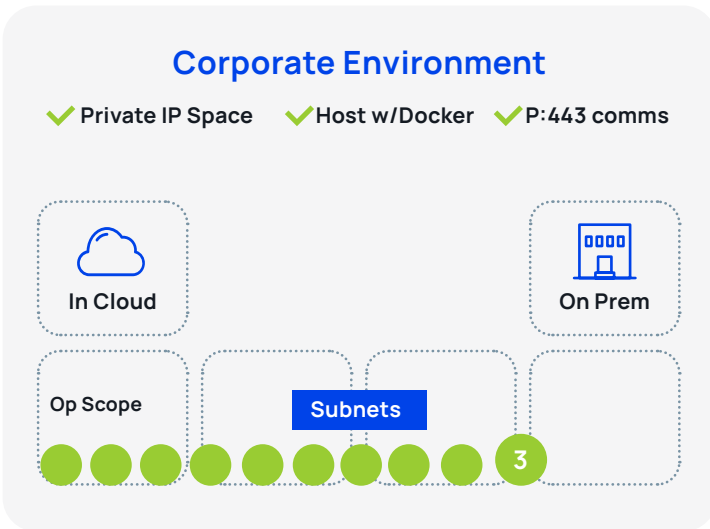 Corporate Environment
Private IP Space
Host w/Docker
P:443 comms
In Cloud
On Prem
Op Scope
Subnets
3